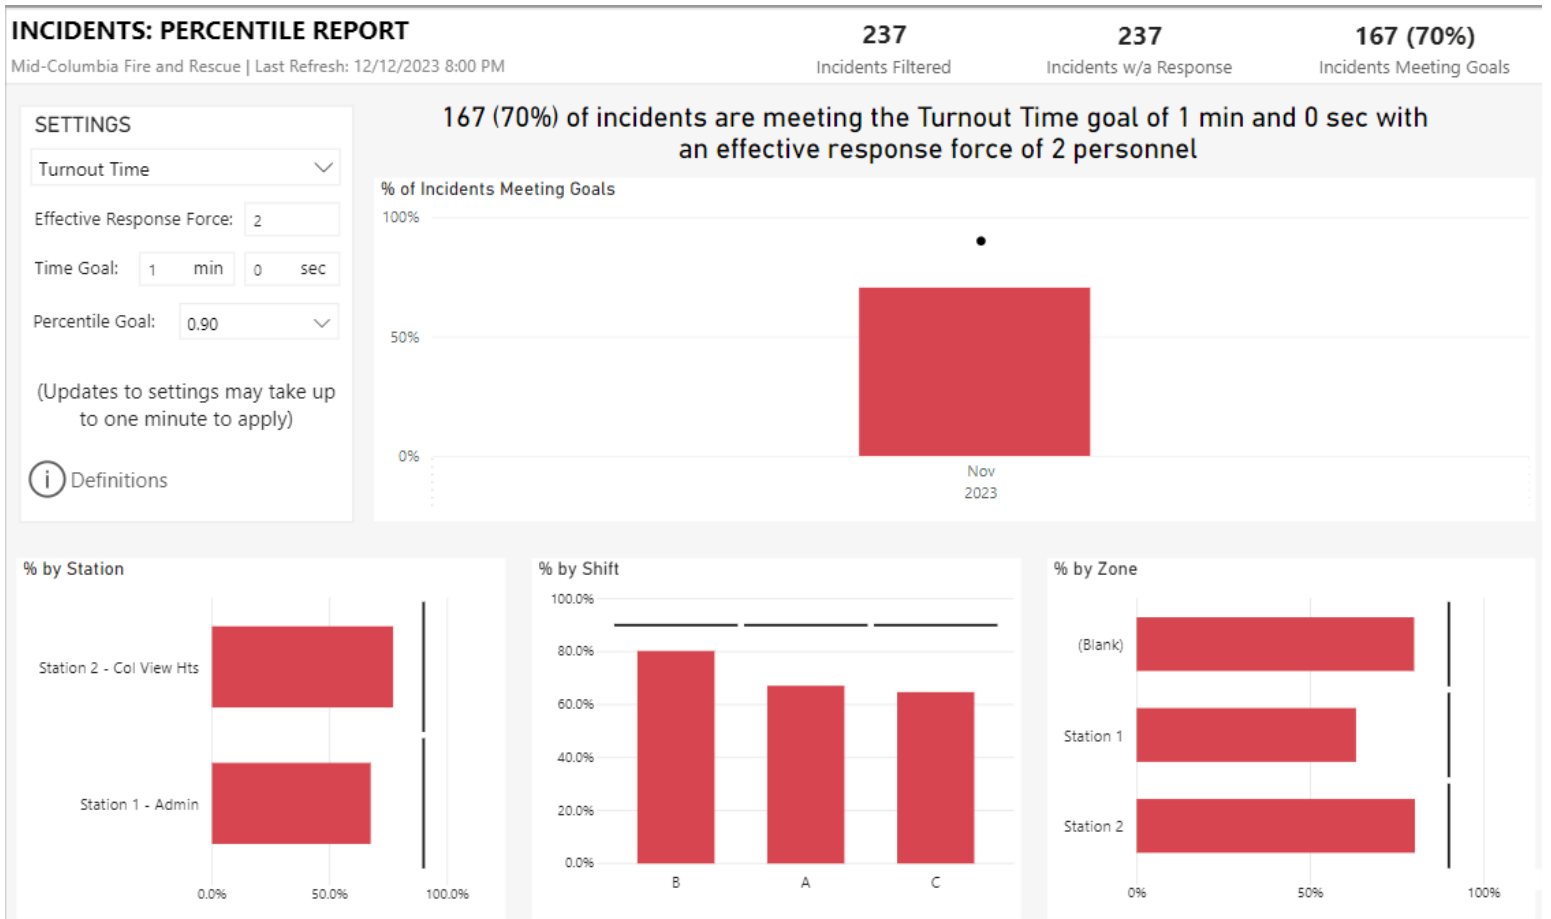 INCIDENTS: PERCENTILE REPORT
Mid-Columbia Fire and Rescue | Last Refresh: 12/12/2023 8:00 PM
237
Incidents Filtered
237
Incidents w/a Response
167 (70%)
Incidents Meeting Goals
SETTINGS
Turnout Time
Effective Response Force: 2
Time Goal: 1 min 0 sec
Percentile Goal: 0.90
(Updates to settings may take up
to one minute to apply)
i Definitions
167 (70%) of incidents are meeting the Turnout Time goal of 1 min and 0 sec with
an effective response force of 2 personnel
% of Incidents Meeting Goals
100%
50%
0%
Nov
2023
% by Station
Station 2 - Col View Hts
Station 1 - Admin
0.0% 50.0% 100.0%
% by Shift
100.0%
80.0%
60.0%
40.0%
20.0%
0.0%
B A C
% by Zone
(Blank)
Station 1
Station 2
0% 50% 100%